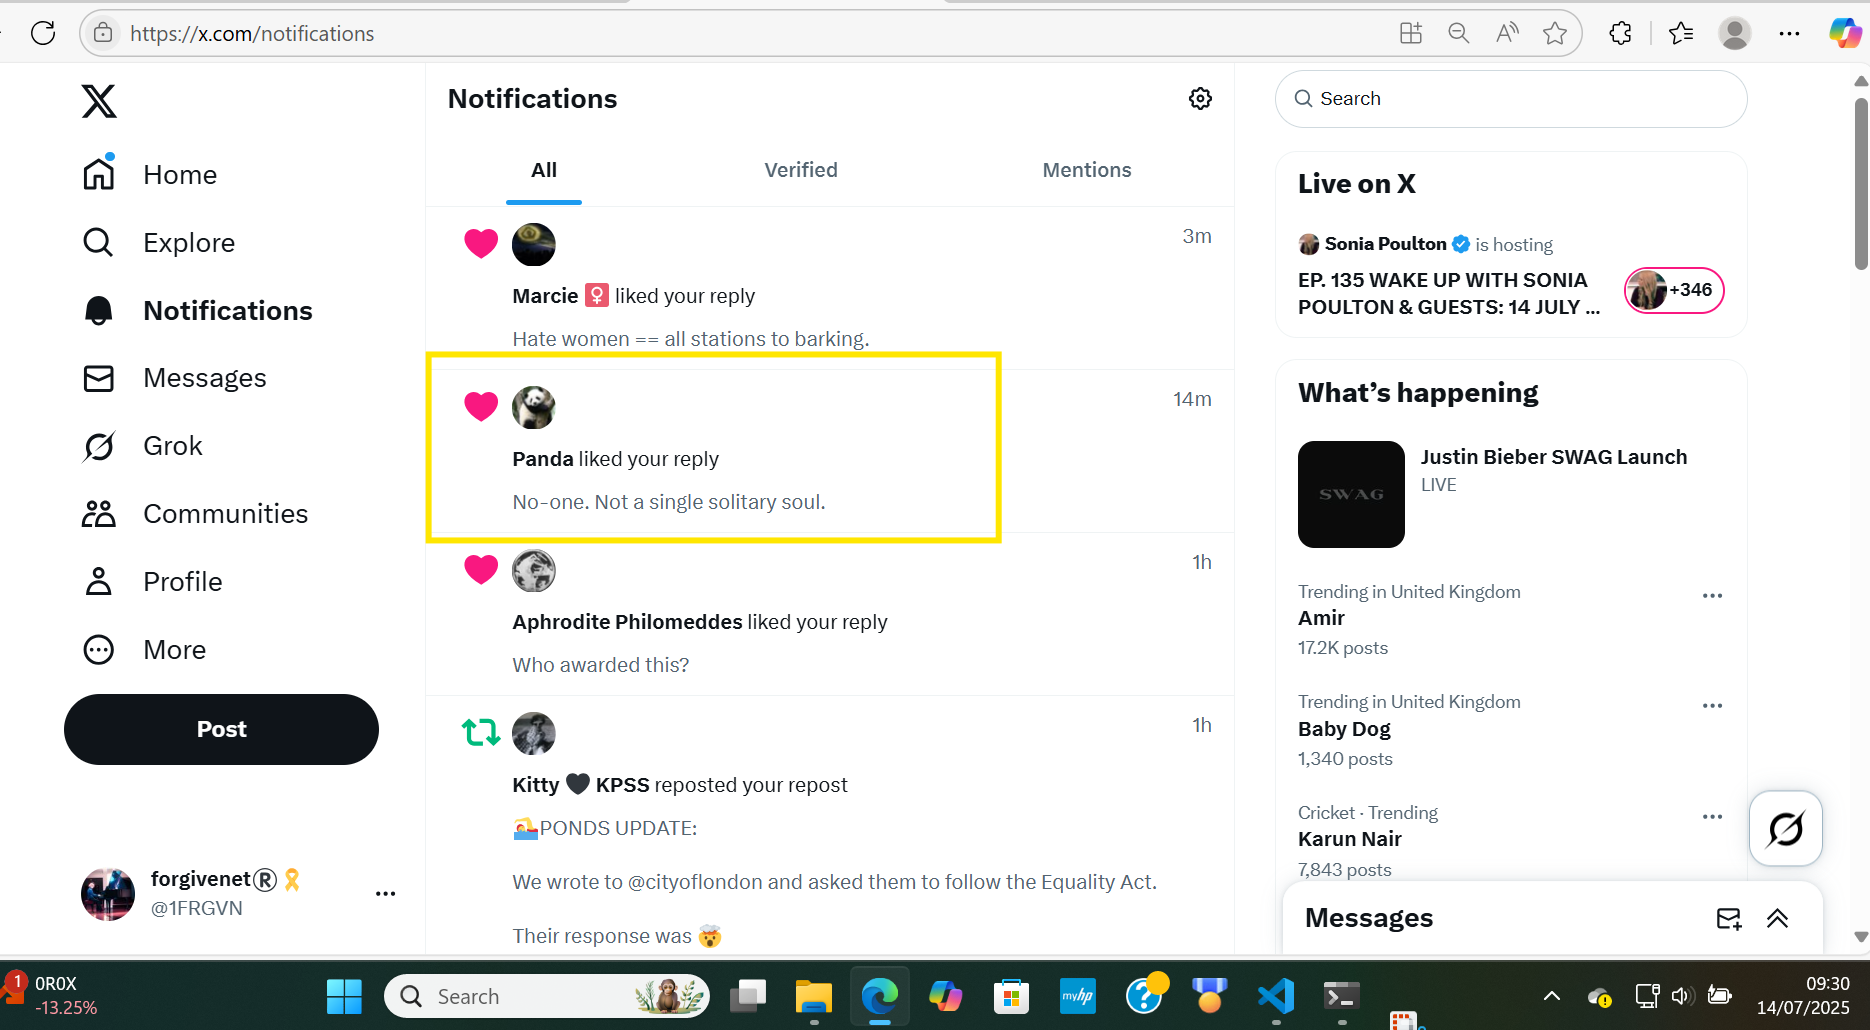 https://x.com/notifications
Notifications
Search
All
Verified
Mentions
Home
Explore
Notifications
Messages
Grok
Communities
Profile
More
Post
forgivenet®
@1FRGVN
3m
Marcie liked your reply
Hate women == all stations to barking.
14m
Panda liked your reply
No-one. Not a single solitary soul.
1h
Aphrodite Philomeddes liked your reply
Who awarded this?
1h
Kitty 🖤 KPSS reposted your repost
PONDS UPDATE:
We wrote to @cityoflondon and asked them to follow the Equality Act.
Their response was 🤯
Live on X
Sonia Poulton is hosting
EP. 135 WAKE UP WITH SONIA
POULTON & GUESTS: 14 JULY ...
+346
What's happening
SWAG
Justin Bieber SWAG Launch
LIVE
Trending in United Kingdom
Amir
17.2K posts
Trending in United Kingdom
Baby Dog
1,340 posts
Cricket · Trending
Karun Nair
7,843 posts
Messages
1
0R0X
-13.25%
Search
myhp
09:30
14/07/2025